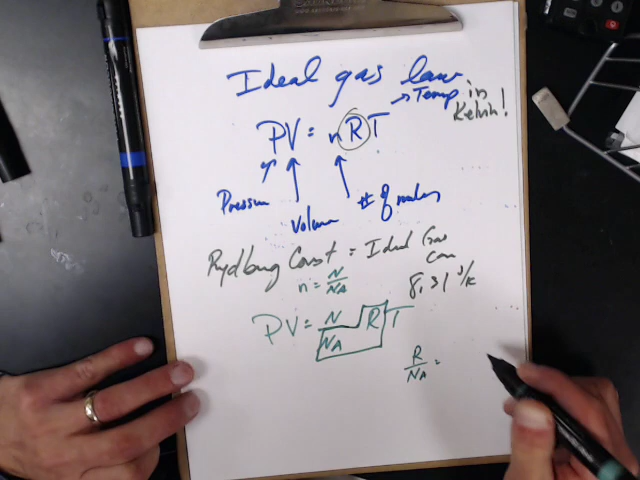 Ideal gas law
→ Temp in Kelvin!
PV = nRT
Pressure
Volume
# of moles
Rydburg Const = Ideal Gas
Con
n = N/NA
8.31 J/K
PV = N/NA RT
R/NA =